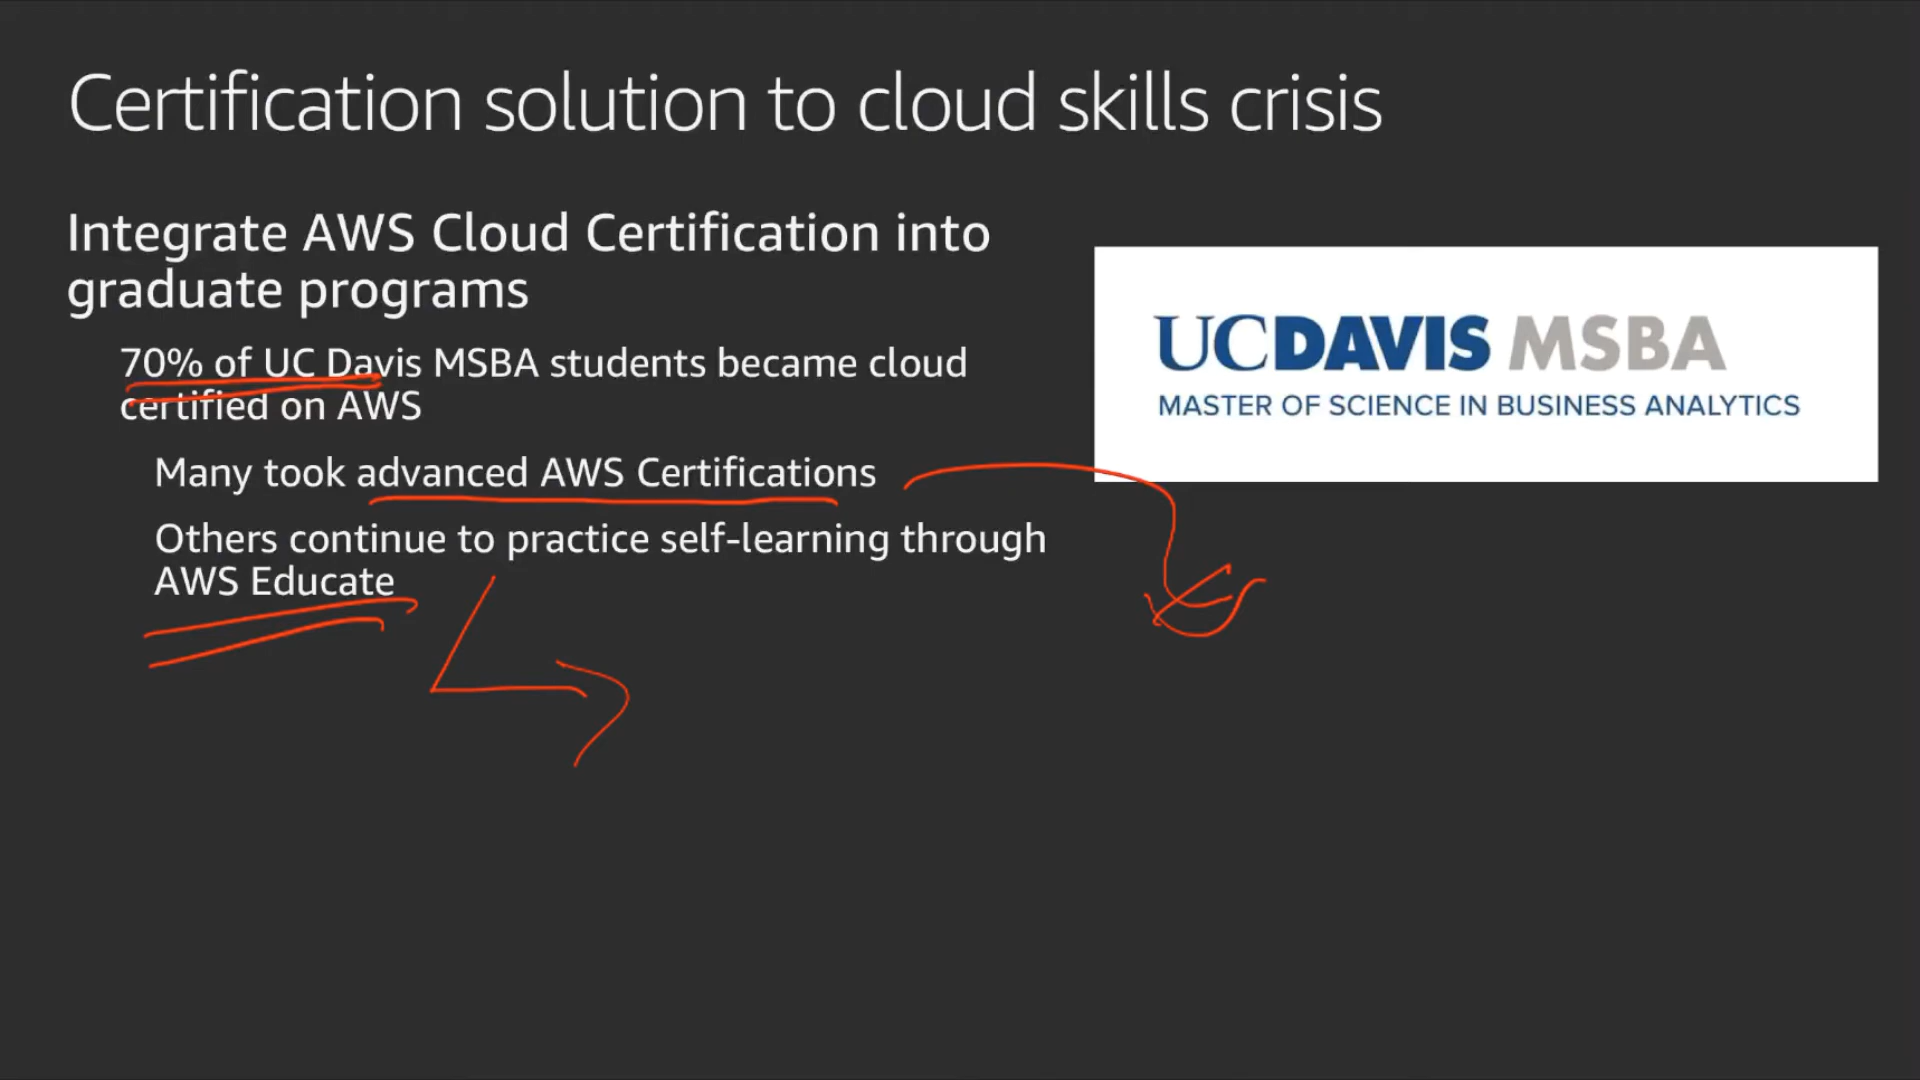 Certification solution to cloud skills crisis
Integrate AWS Cloud Certification into
graduate programs
70% of UC Davis MSBA students became cloud
certified on AWS
Many took advanced AWS Certifications
Others continue to practice self-learning through
AWS Educate
UCDAVIS MSBA
MASTER OF SCIENCE IN BUSINESS ANALYTICS